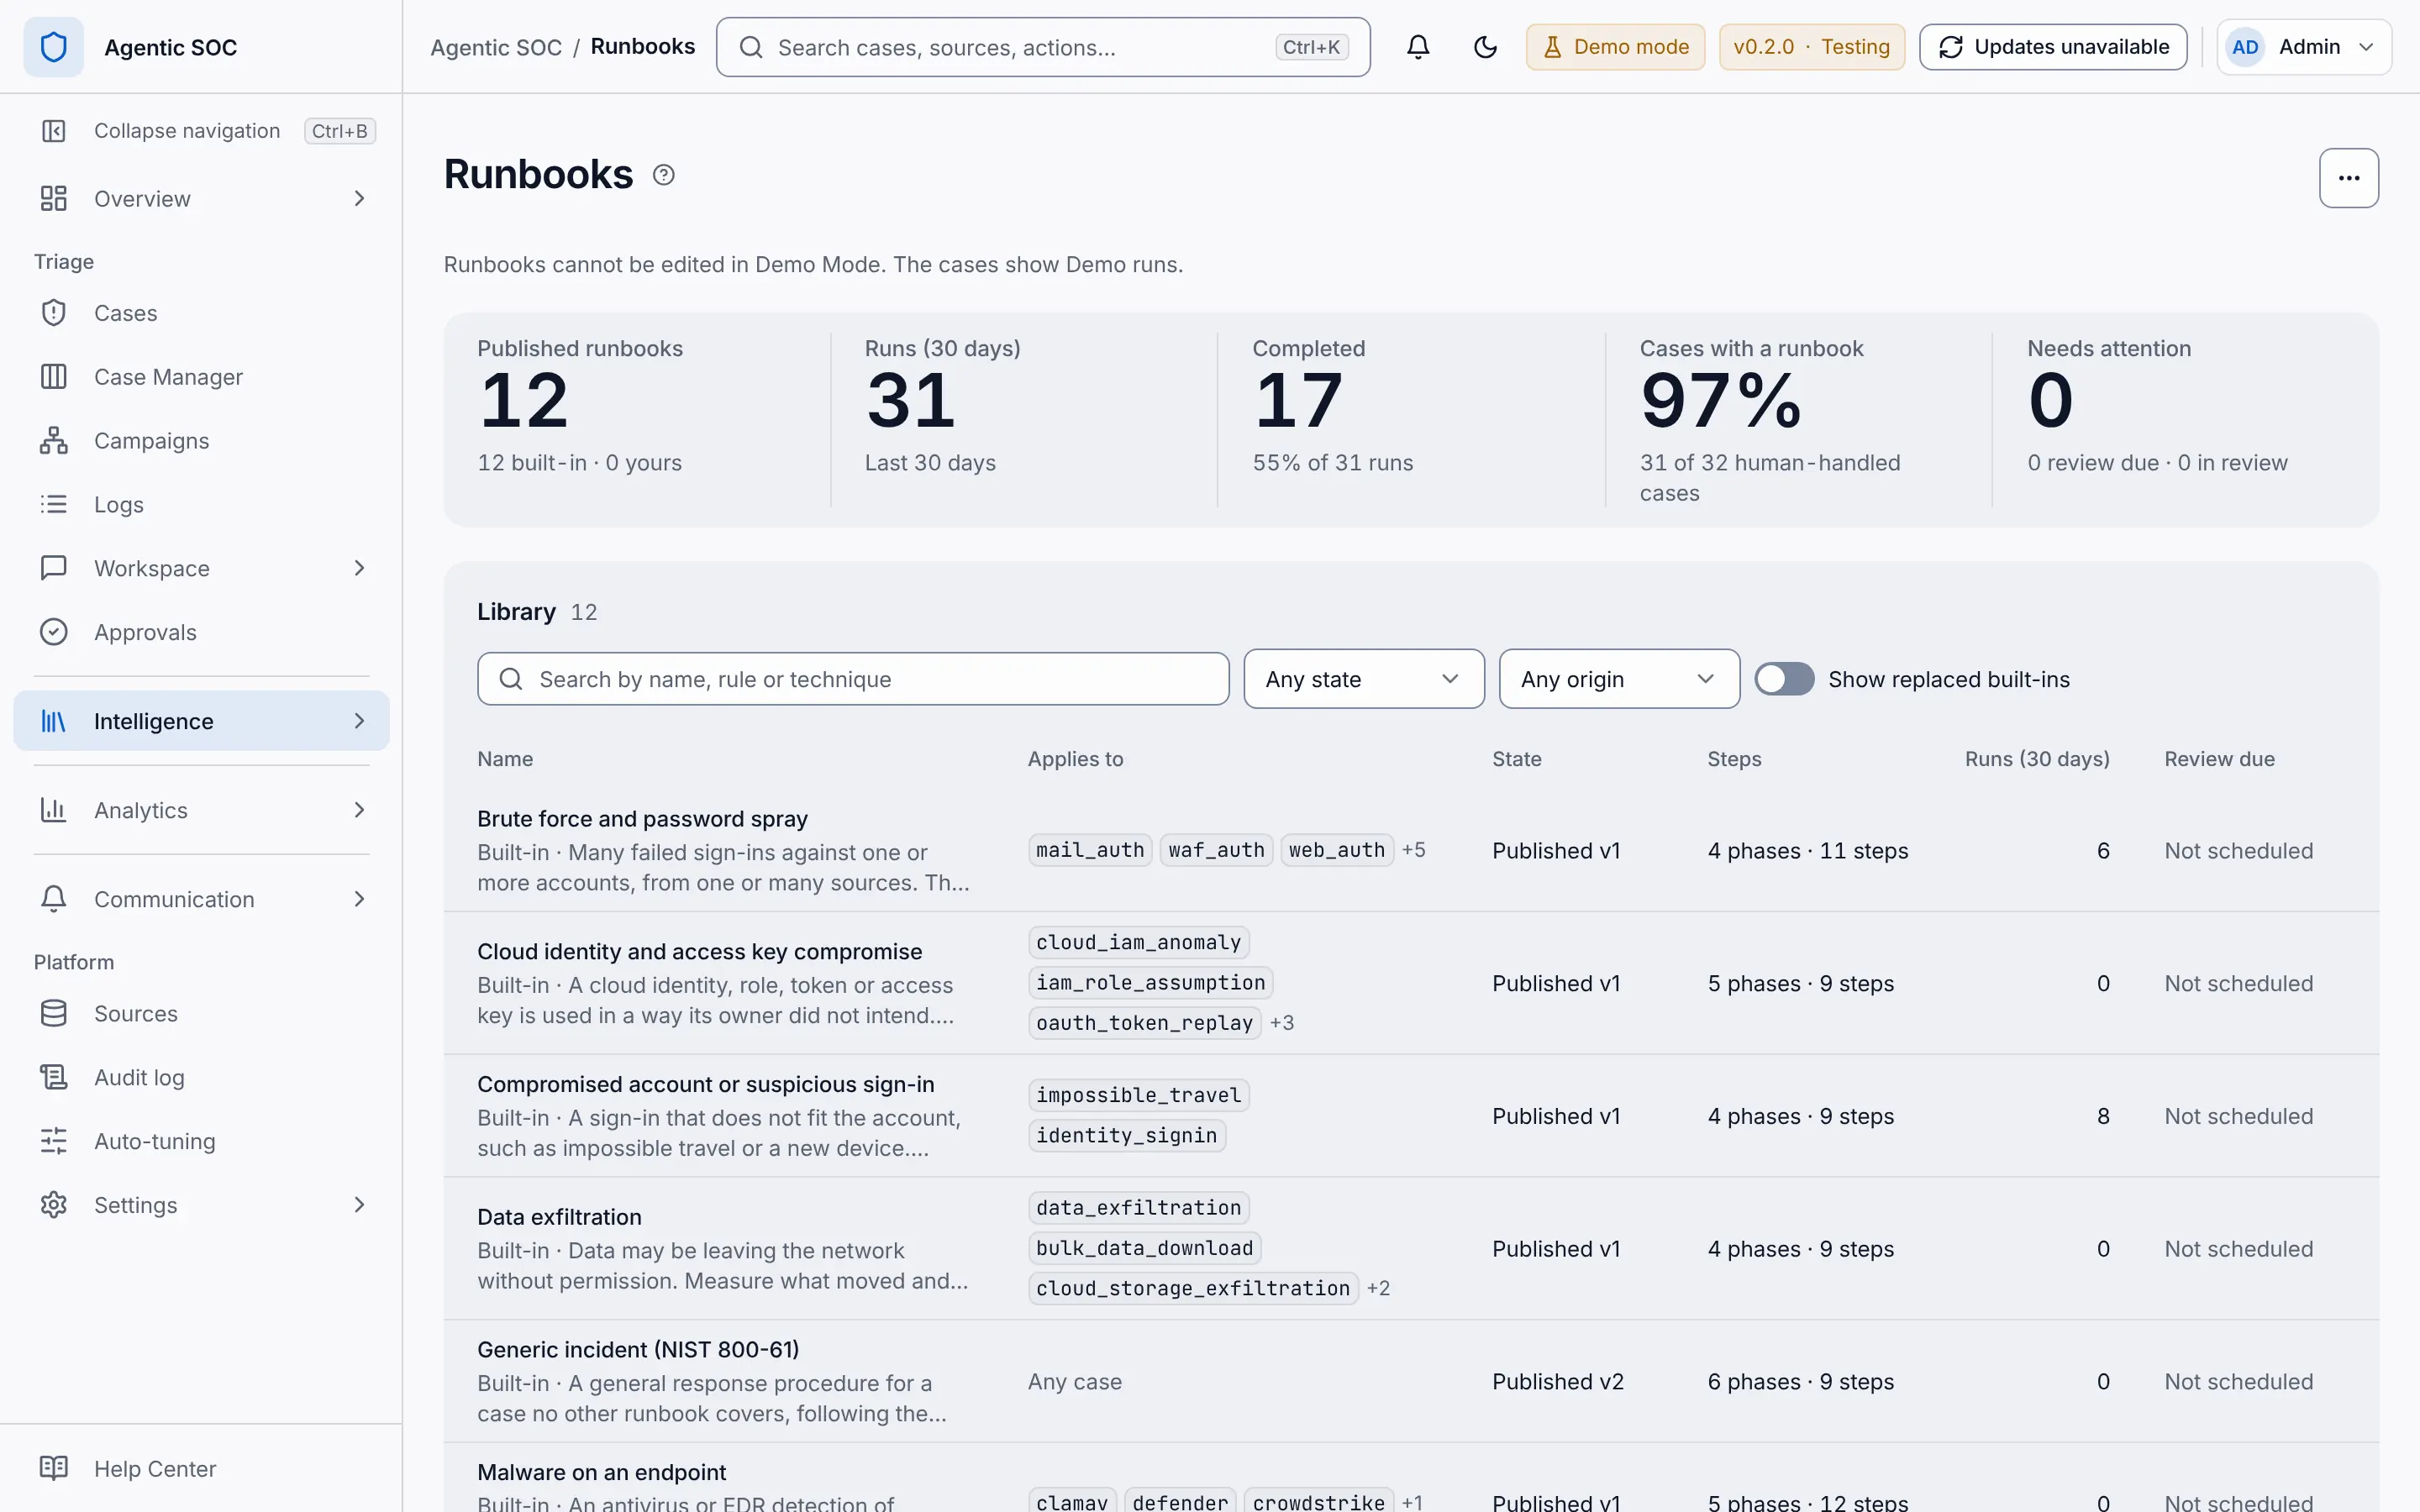 Agentic SOC
Agentic SOC / Runbooks
Search cases, sources, actions...
Ctrl+K
Demo mode
v0.2.0 · Testing
Updates unavailable
AD
Admin
Collapse navigation
Ctrl+B
Overview
Triage
Cases
Case Manager
Campaigns
Logs
Workspace
Approvals
Intelligence
Analytics
Communication
Platform
Sources
Audit log
Auto-tuning
Settings
Help Center
Runbooks
Runbooks cannot be edited in Demo Mode. The cases show Demo runs.
Published runbooks
12
12 built-in · 0 yours
Runs (30 days)
31
Last 30 days
Completed
17
55% of 31 runs
Cases with a runbook
97%
31 of 32 human-handled
cases
Needs attention
0
0 review due · 0 in review
Library 12
Search by name, rule or technique
Any state
Any origin
Show replaced built-ins
Name Applies to State Steps Runs (30 days) Review due
Brute force and password spray
Built-in · Many failed sign-ins against one or
more accounts, from one or many sources. Th...
mail_auth waf_auth web_auth +5
Published v1
4 phases · 11 steps
6
Not scheduled
Cloud identity and access key compromise
Built-in · A cloud identity, role, token or access
key is used in a way its owner did not intend....
cloud_iam_anomaly
iam_role_assumption
oauth_token_replay +3
Published v1
5 phases · 9 steps
0
Not scheduled
Compromised account or suspicious sign-in
Built-in · A sign-in that does not fit the account,
such as impossible travel or a new device....
impossible_travel
identity_signin
Published v1
4 phases · 9 steps
8
Not scheduled
Data exfiltration
Built-in · Data may be leaving the network
without permission. Measure what moved and...
data_exfiltration
bulk_data_download
cloud_storage_exfiltration +2
Published v1
4 phases · 9 steps
0
Not scheduled
Generic incident (NIST 800-61)
Built-in · A general response procedure for a
case no other runbook covers, following the...
Any case
Published v2
6 phases · 9 steps
0
Not scheduled
Malware on an endpoint
Built-in · An antivirus or EDR detection of
clamav defender crowdstrike +1
Published v1
5 phases · 12 steps
0
Not scheduled